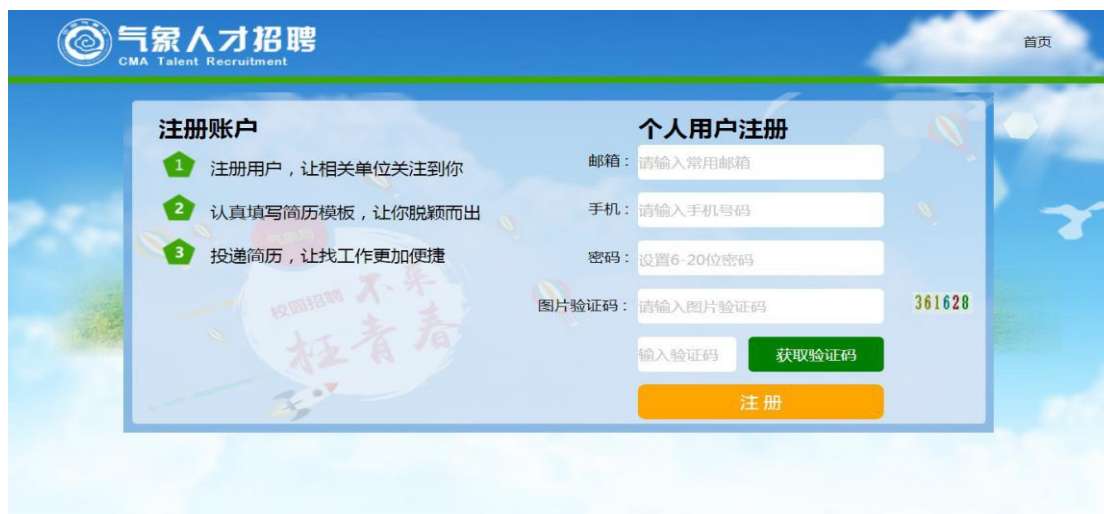 气象人才招聘
CMA Talent Recruitment
首页
注册账户
1 注册用户，让相关单位关注到你
2 认真填写简历模板，让你脱颖而出
3 投递简历，让找工作更加便捷
气象局
校园招聘
不来
枉青春
个人用户注册
邮箱： 请输入常用邮箱
手机： 请输入手机号码
密码： 设置6-20位密码
图片验证码： 请输入图片验证码 361628
输入验证码 获取验证码
注 册